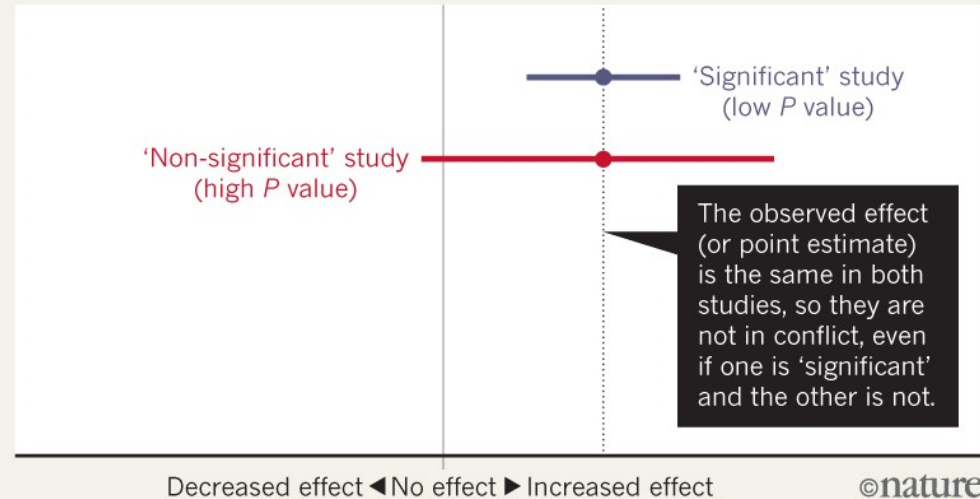 ‘Significant’ study
(low P value)
‘Non-significant’ study
(high P value)
The observed effect
(or point estimate)
is the same in both
studies, so they are
not in conflict, even
if one is ‘significant’
and the other is not.
Decreased effect ◀ No effect ▶ Increased effect
©nature